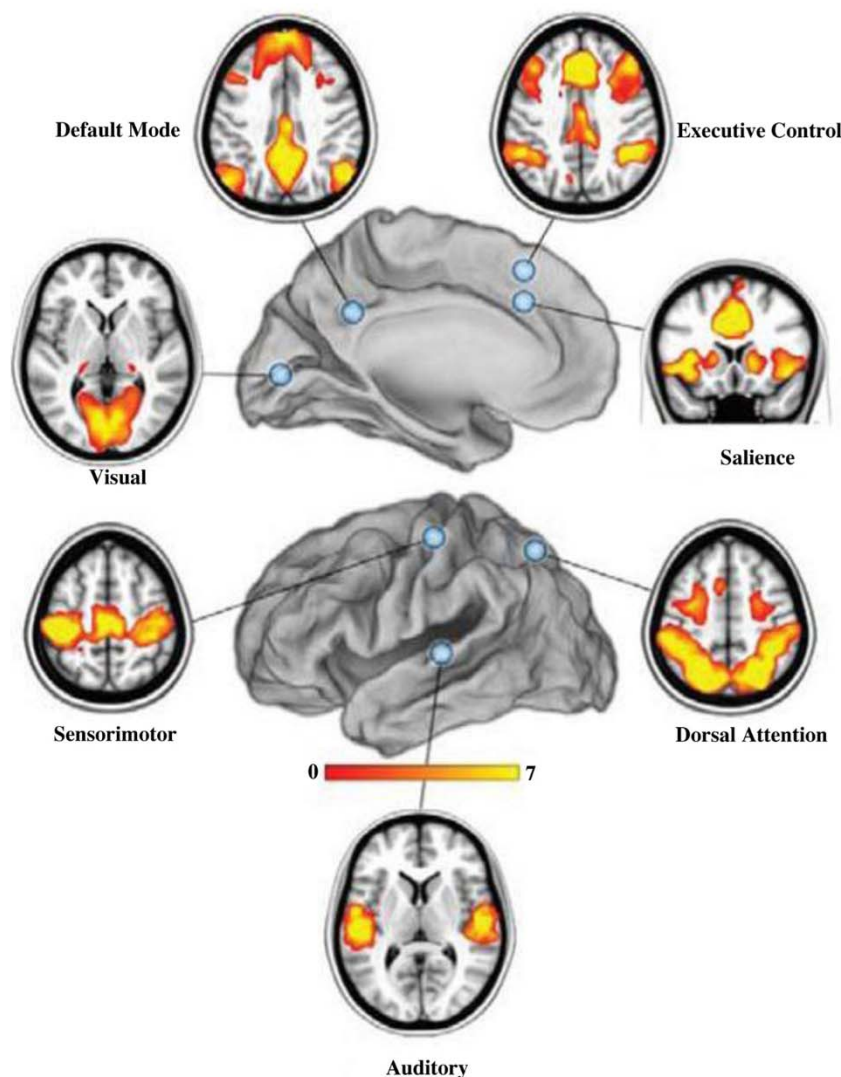 Default Mode
Executive Control
Visual
Salience
Sensorimotor
Dorsal Attention
0 7
Auditory